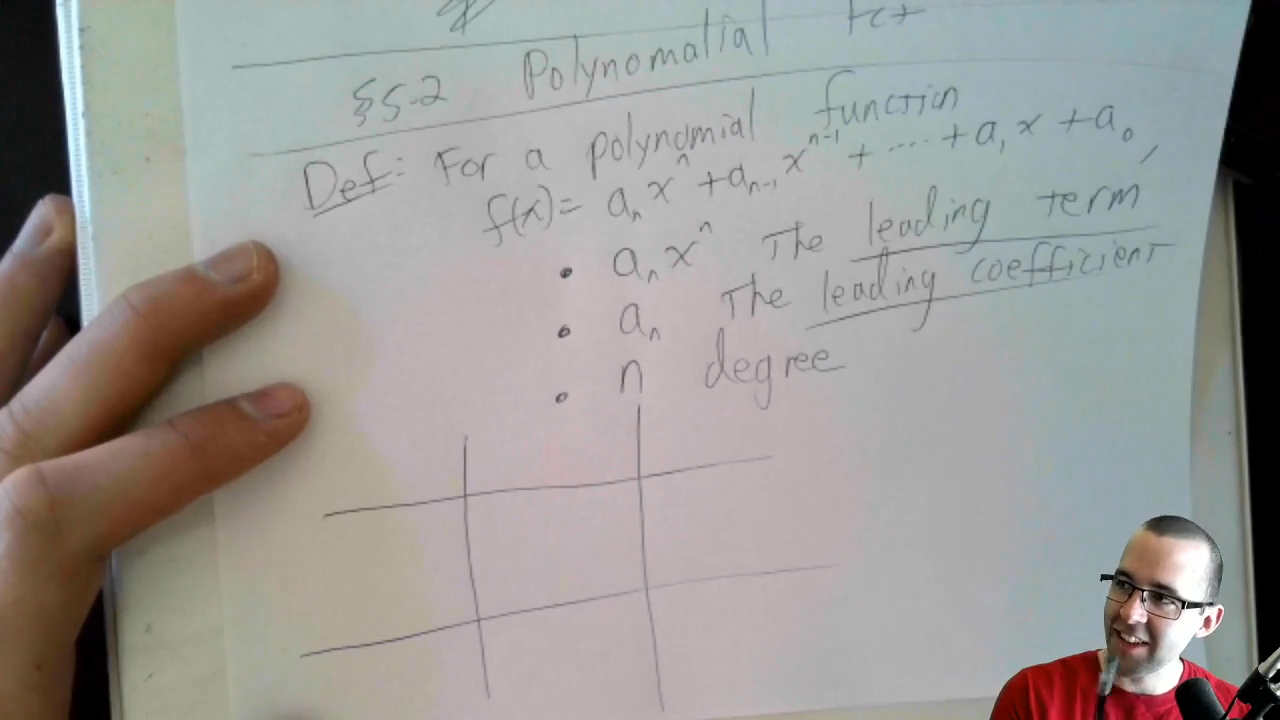 §5.2 Polynomalial fct
Def: For a polynomial function
f(x) = aₙxⁿ + aₙ₋₁xⁿ⁻¹ + ···· + a₁x + a₀,
• aₙxⁿ The leading term
• aₙ The leading coefficient
• n degree